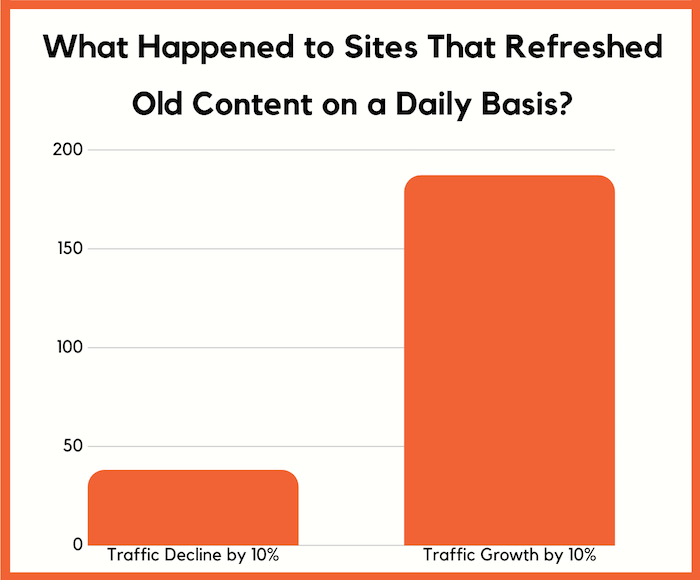 What Happened to Sites That Refreshed
Old Content on a Daily Basis?
200
150
100
50
0
Traffic Decline by 10%
Traffic Growth by 10%